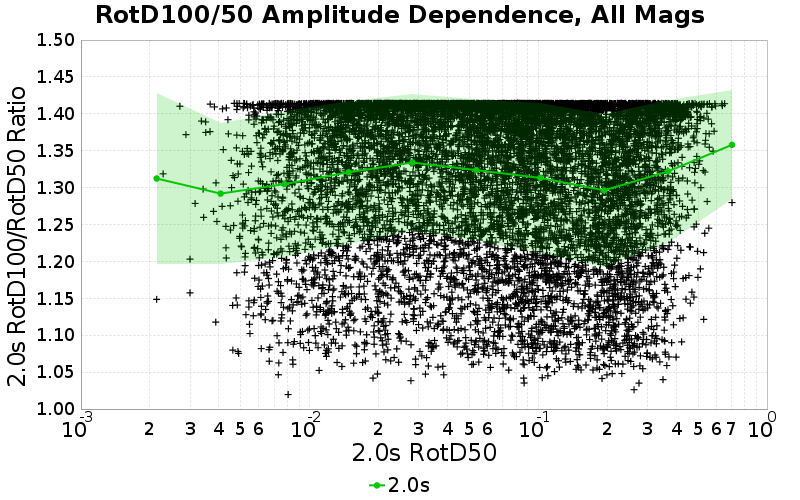 RotD100/50 Amplitude Dependence, All Mags
2.0s RotD100/RotD50 Ratio
1.50
1.45
1.40
1.35
1.30
1.25
1.20
1.15
1.10
1.05
1.00
10-3 2 3 4 5 6 10-2 2 3 4 5 6 10-1 2 3 4 5 6 7 100
2.0s RotD50
2.0s